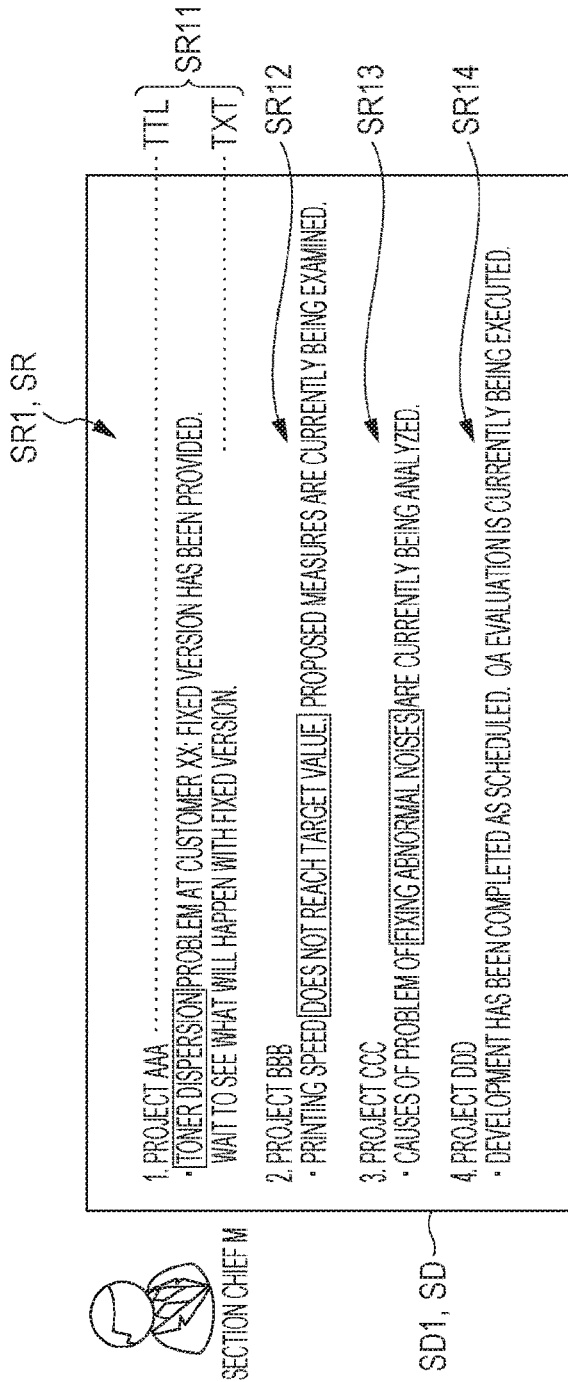 SR1, SR
SECTION CHIEF M
1. PROJECT AAA
TTL
• TONER DISPERSION PROBLEM AT CUSTOMER XX: FIXED VERSION HAS BEEN PROVIDED.
WAIT TO SEE WHAT WILL HAPPEN WITH FIXED VERSION.
TXT
SR11
2. PROJECT BBB
• PRINTING SPEED DOES NOT REACH TARGET VALUE. PROPOSED MEASURES ARE CURRENTLY BEING EXAMINED.
SR12
3. PROJECT CCC
• CAUSES OF PROBLEM OF FIXING ABNORMAL NOISES ARE CURRENTLY BEING ANALYZED.
SR13
4. PROJECT DDD
• DEVELOPMENT HAS BEEN COMPLETED AS SCHEDULED. QA EVALUATION IS CURRENTLY BEING EXECUTED.
SR14
SD1, SD